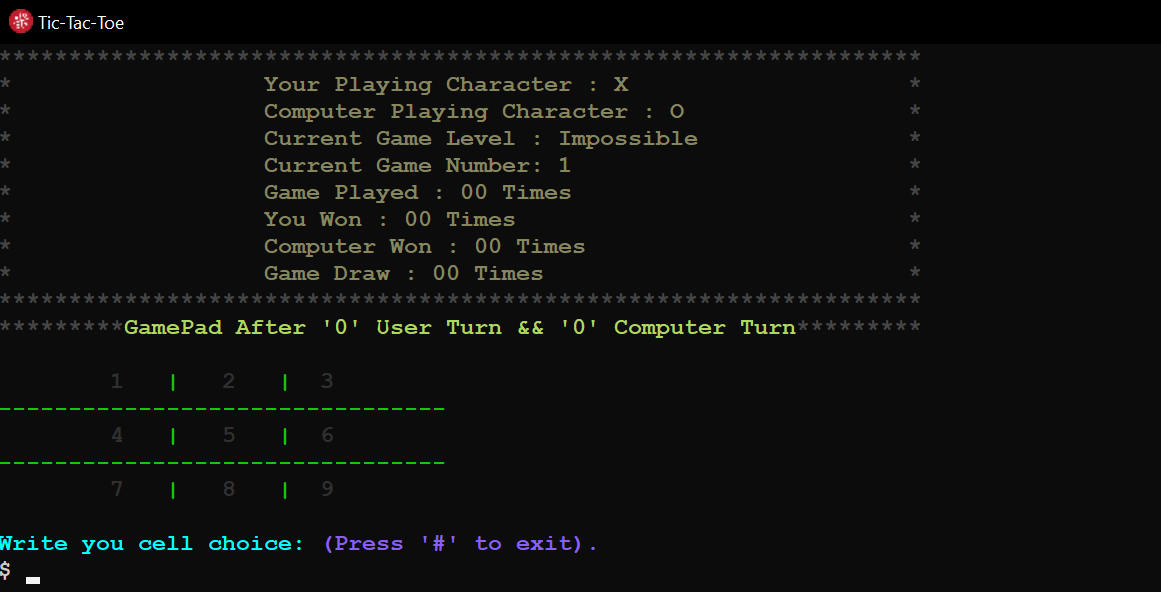 Tic-Tac-Toe
******************************************************************
* Your Playing Character : X *
* Computer Playing Character : O *
* Current Game Level : Impossible *
* Current Game Number: 1 *
* Game Played : 00 Times *
* You Won : 00 Times *
* Computer Won : 00 Times *
* Game Draw : 00 Times *
******************************************************************
*********GamePad After '0' User Turn && '0' Computer Turn*********
1 | 2 | 3
--------------------------------
4 | 5 | 6
--------------------------------
7 | 8 | 9
Write you cell choice: (Press '#' to exit).
$